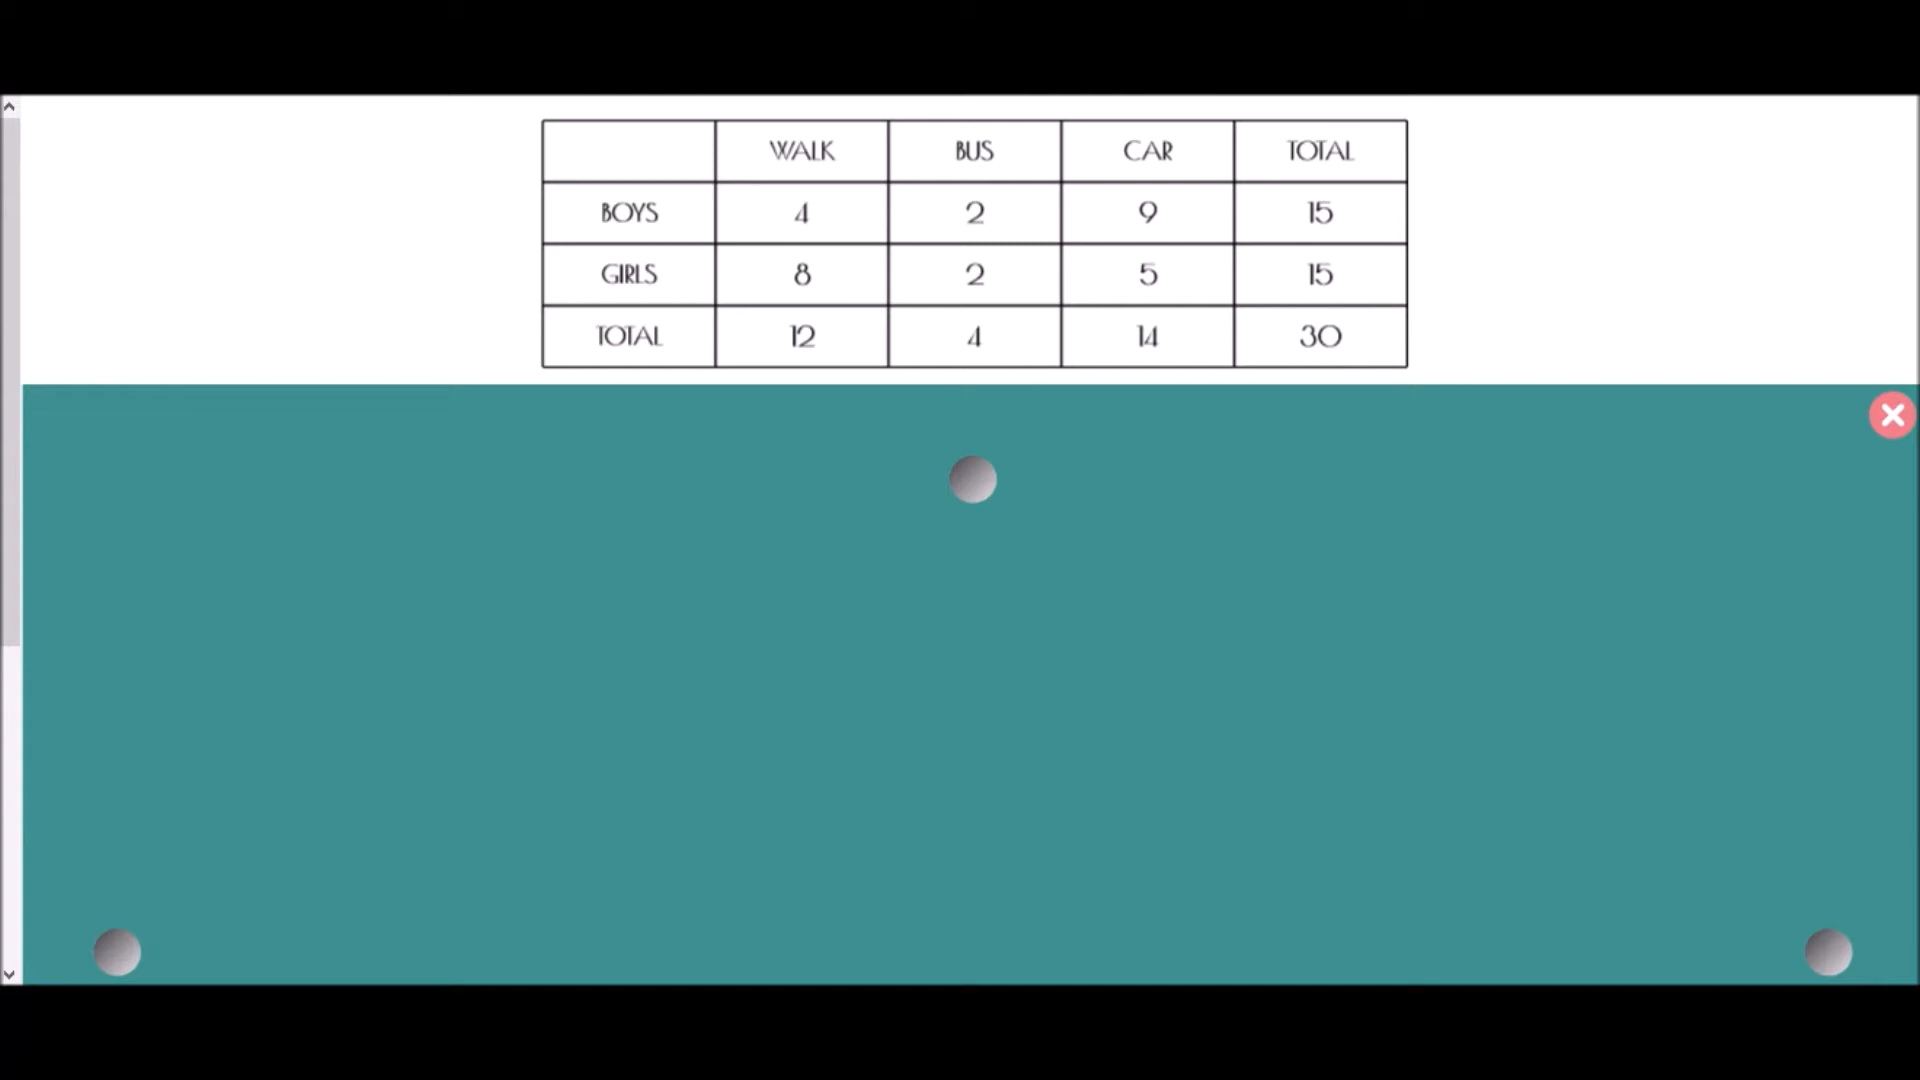 WALK BUS CAR TOTAL
BOYS 4 2 9 15
GIRLS 8 2 5 15
TOTAL 12 4 14 30